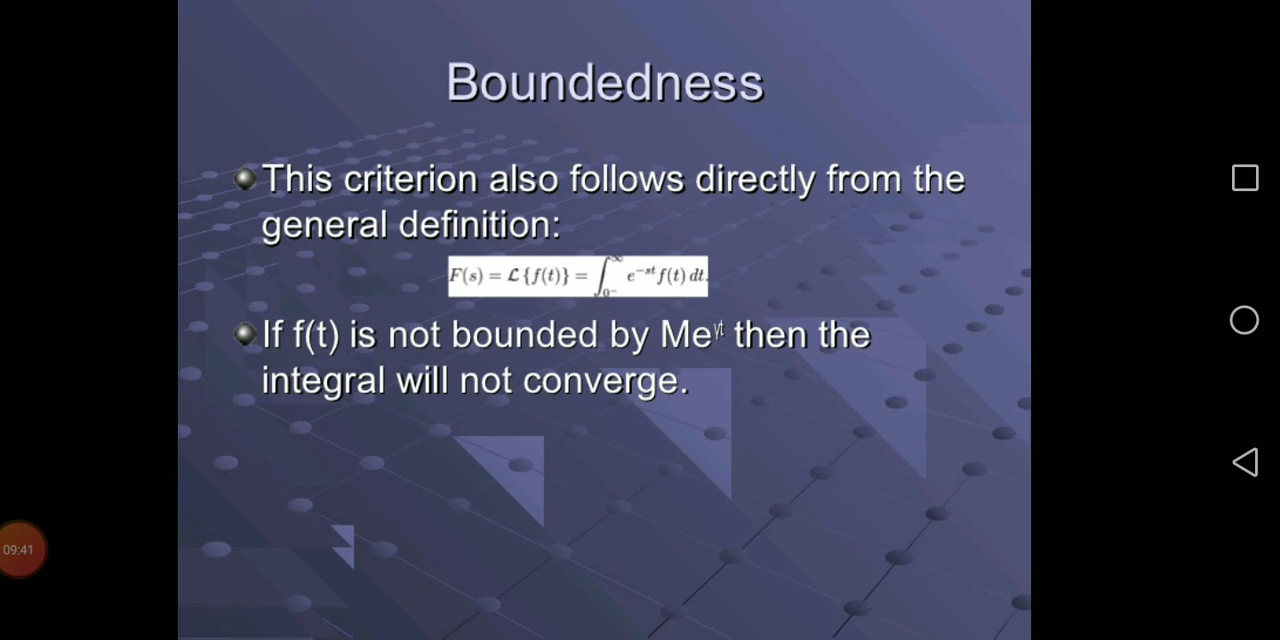 Boundedness
This criterion also follows directly from the
general definition:
F(s) = ℒ{f(t)} = ∫₀₋^∞ e^−st f(t) dt.
If f(t) is not bounded by Me^γt then the
integral will not converge.
09:41